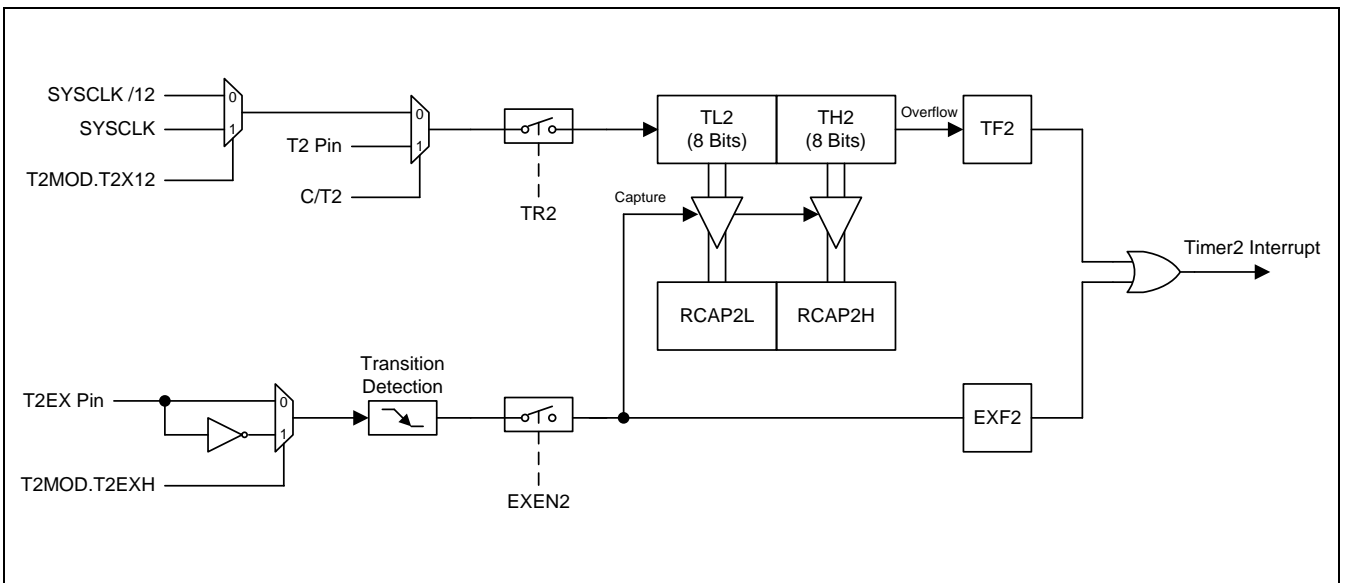 SYSCLK /12
SYSCLK
T2MOD.T2X12
0
1
T2 Pin
C/T2
0
1
TR2
TL2
(8 Bits)
TH2
(8 Bits)
Overflow
TF2
Capture
RCAP2L
RCAP2H
Timer2 Interrupt
T2EX Pin
T2MOD.T2EXH
0
1
Transition
Detection
EXEN2
EXF2